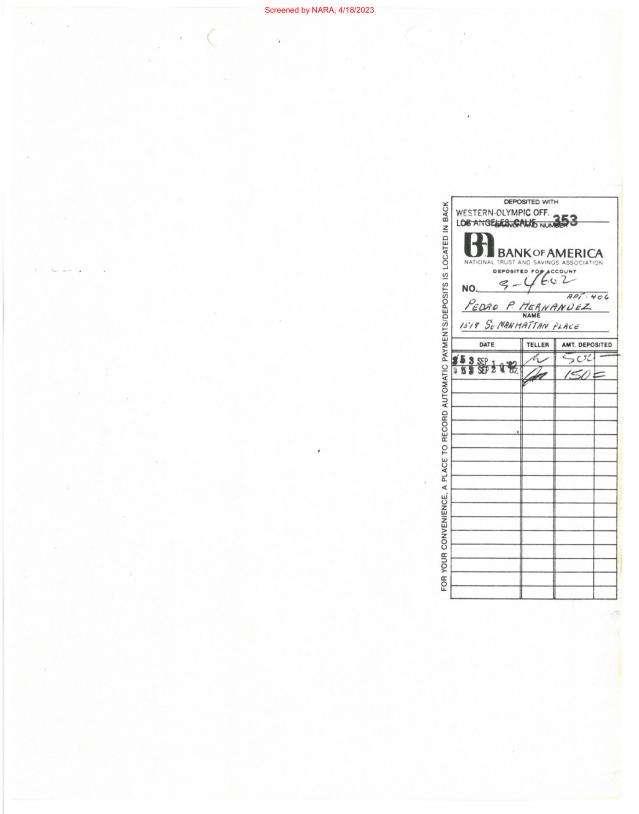 Screened by NARA, 4/18/2023
DEPOSITED WITH
WESTERN-OLYMPIC OFF.
LOS ANGELES, CALIF. 353
BRANCH AND NUMBER
BA BANK OF AMERICA
NATIONAL TRUST AND SAVINGS ASSOCIATION
DEPOSITED FOR ACCOUNT
NO. 3-4602
APT. 406
PEDRO P HERNANDEZ
NAME
1519 SO MANHATTAN PLACE
DATE TELLER AMT. DEPOSITED
353 SEP 1 '82 500
353 SEP 2 '82 150
FOR YOUR CONVENIENCE, A PLACE TO RECORD AUTOMATIC PAYMENTS/DEPOSITS IS LOCATED IN BACK